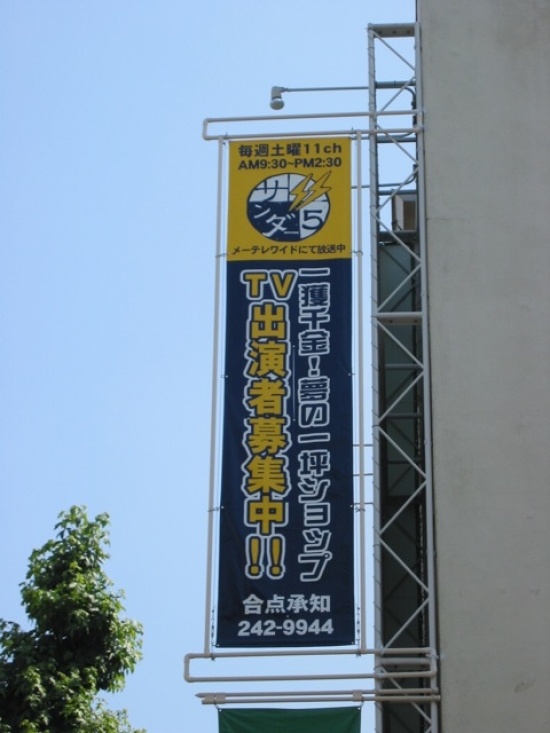 毎週土曜11ch
AM9:30~PM2:30
サンダー5
メーテレワイドにて放送中
一獲千金!夢の一坪ショップ
TV出演者募集中!!
合点承知
242-9944